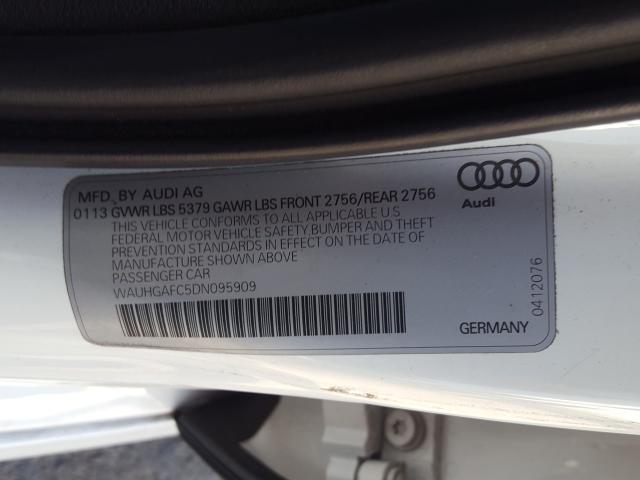 MFD. BY AUDI AG
0113 GVWR LBS 5379 GAWR LBS FRONT 2756/REAR 2756
THIS VEHICLE CONFORMS TO ALL APPLICABLE U S
FEDERAL MOTOR VEHICLE SAFETY BUMPER AND THEFT
PREVENTION STANDARDS IN EFFECT ON THE DATE OF
MANUFACTURE SHOWN ABOVE
PASSENGER CAR
WAUHGAFC5DN095909
Audi
0412076
GERMANY